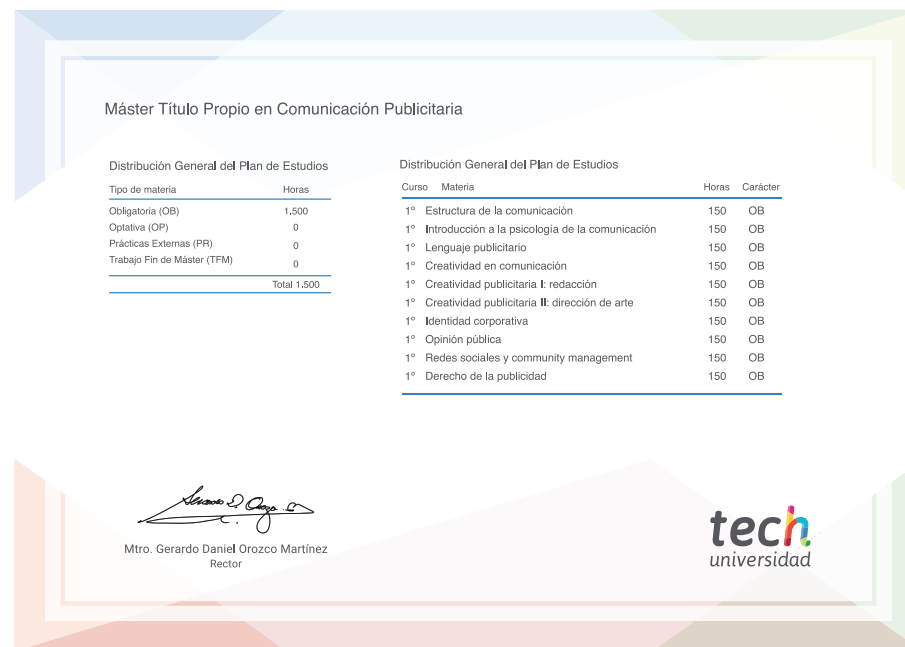 Máster Título Propio en Comunicación Publicitaria
Distribución General del Plan de Estudios
Tipo de materia Horas
Obligatoria (OB) 1.500
Optativa (OP) 0
Prácticas Externas (PR) 0
Trabajo Fin de Máster (TFM) 0
Total 1.500
Distribución General del Plan de Estudios
Curso Materia Horas Carácter
1º Estructura de la comunicación 150 OB
1º Introducción a la psicología de la comunicación 150 OB
1º Lenguaje publicitario 150 OB
1º Creatividad en comunicación 150 OB
1º Creatividad publicitaria I: redacción 150 OB
1º Creatividad publicitaria II: dirección de arte 150 OB
1º Identidad corporativa 150 OB
1º Opinión pública 150 OB
1º Redes sociales y community management 150 OB
1º Derecho de la publicidad 150 OB
Mtro. Gerardo Daniel Orozco Martínez
Rector
tech
universidad